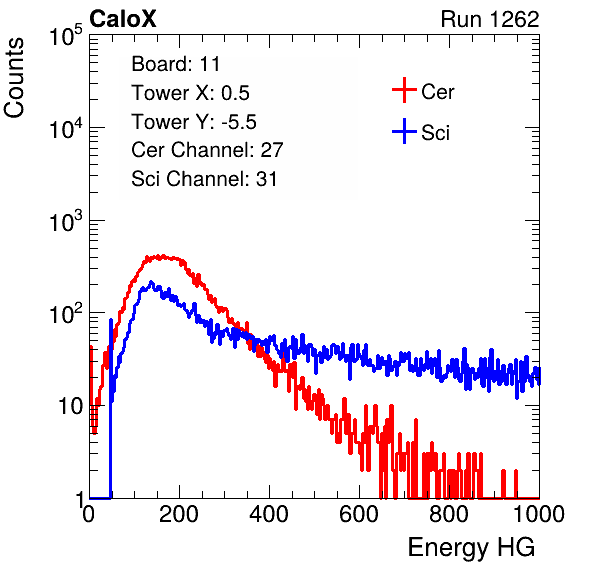 CaloX Run 1262
Counts
Board: 11
Tower X: 0.5
Tower Y: -5.5
Cer Channel: 27
Sci Channel: 31
Cer
Sci
10^5
10^4
10^3
10^2
10
1
0 200 400 600 800 1000
Energy HG